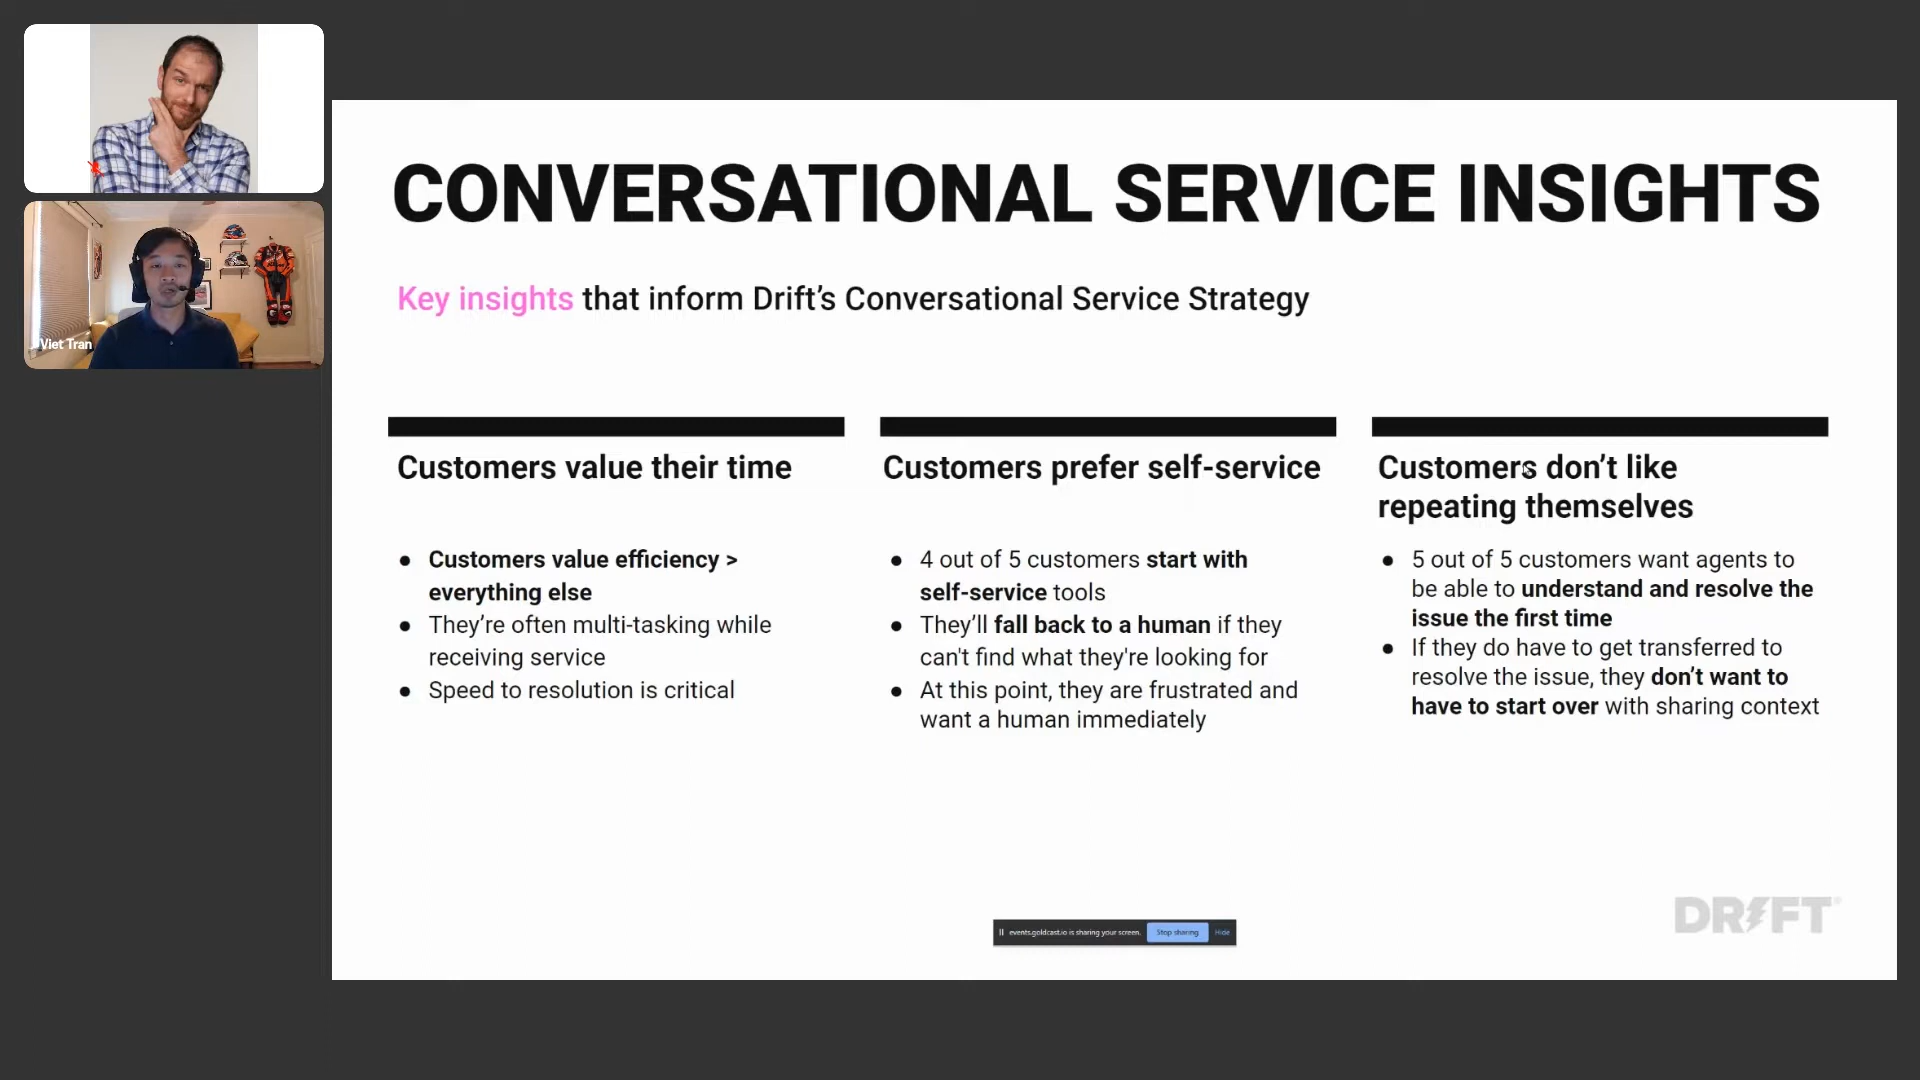 Viet Tran
CONVERSATIONAL SERVICE INSIGHTS
Key insights that inform Drift’s Conversational Service Strategy
Customers value their time
● Customers value efficiency >
everything else
● They’re often multi-tasking while
receiving service
● Speed to resolution is critical
Customers prefer self-service
● 4 out of 5 customers start with
self-service tools
● They’ll fall back to a human if they
can't find what they're looking for
● At this point, they are frustrated and
want a human immediately
Customers don’t like
repeating themselves
● 5 out of 5 customers want agents to
be able to understand and resolve the
issue the first time
● If they do have to get transferred to
resolve the issue, they don’t want to
have to start over with sharing context
events.goldcast.io is sharing your screen. Stop sharing Hide
DRIFT®